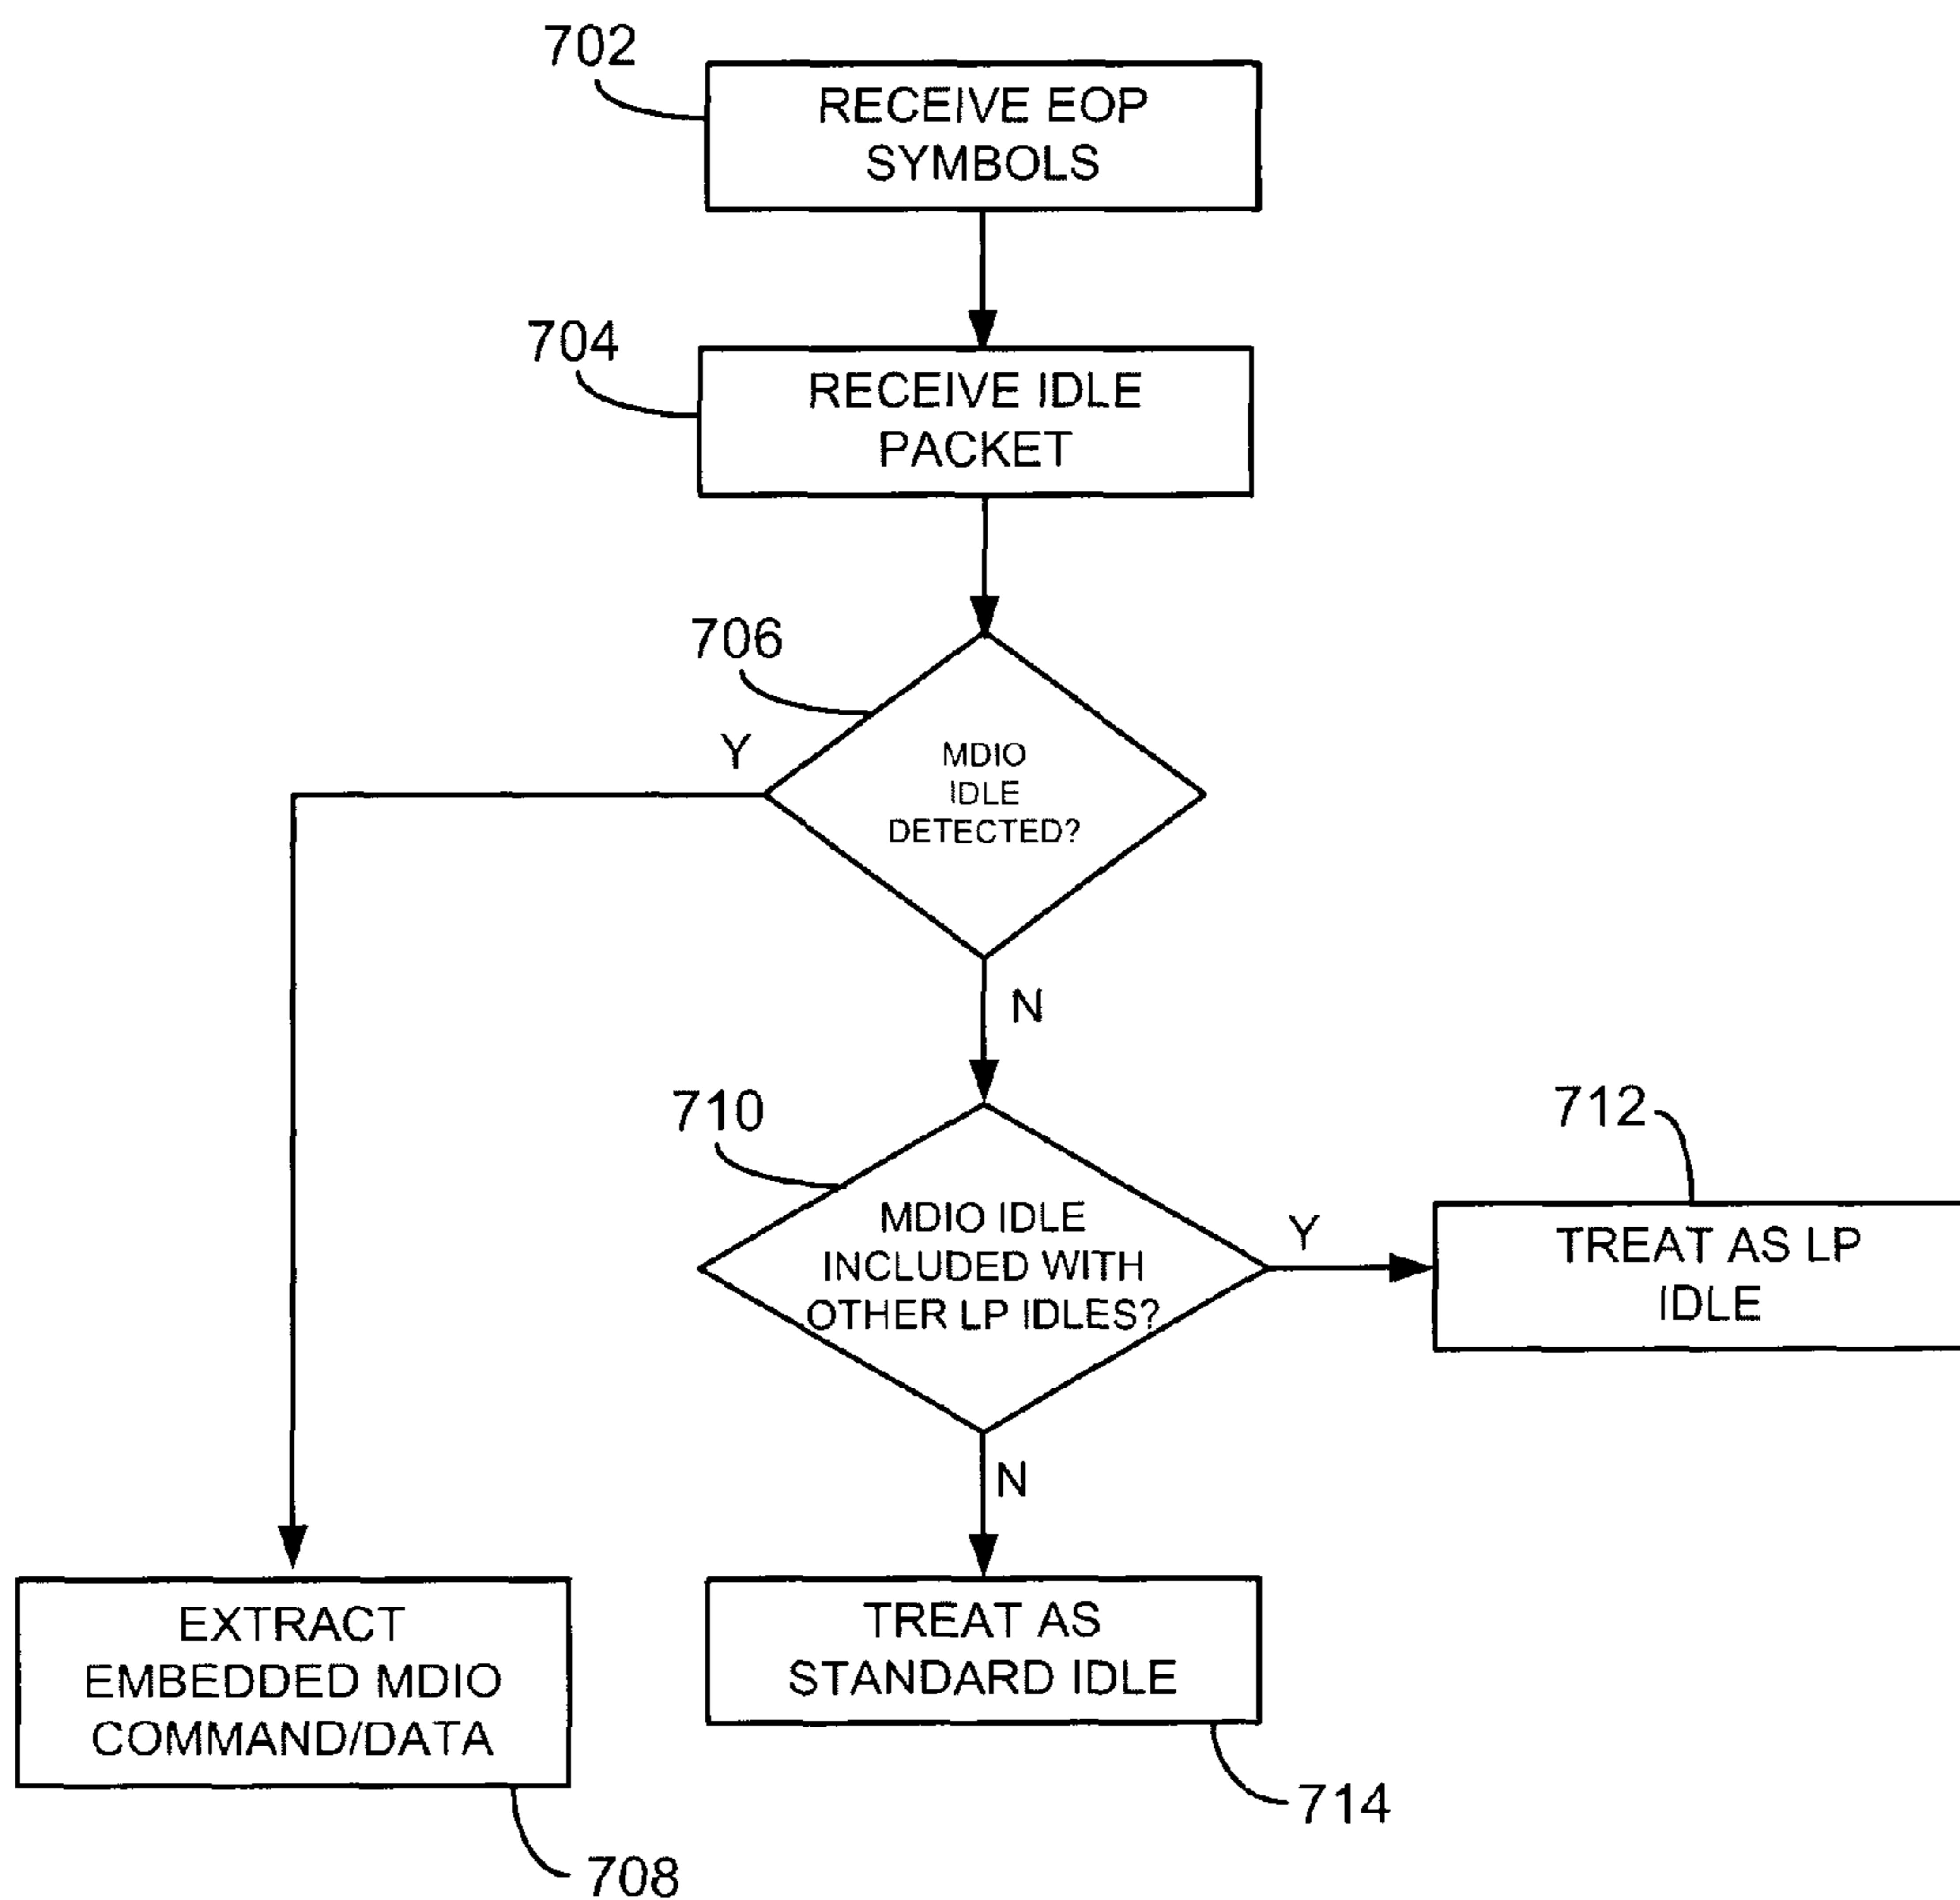 702
RECEIVE EOP
SYMBOLS
704
RECEIVE IDLE
PACKET
706
Y
MDIO
IDLE
DETECTED?
N
710
MDIO IDLE
INCLUDED WITH
OTHER LP IDLES?
Y
712
TREAT AS LP
IDLE
N
EXTRACT
EMBEDDED MDIO
COMMAND/DATA
708
TREAT AS
STANDARD IDLE
714